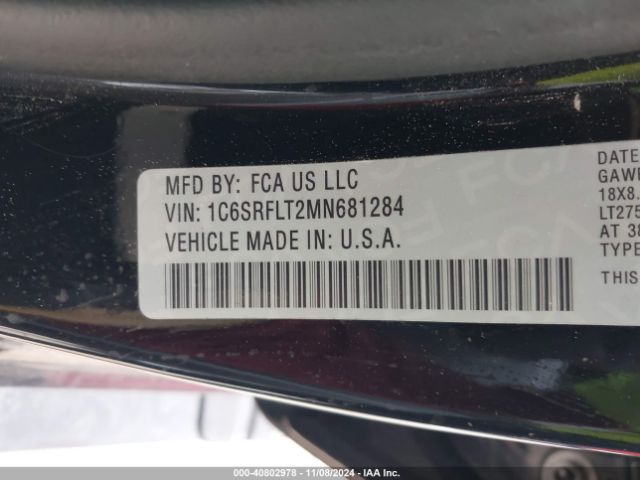 MFD BY: FCA US LLC
VIN: 1C6SRFLT2MN681284
VEHICLE MADE IN: U.S.A.
DATE
GAWR
18X8.
LT275
AT 38
TYPE
THIS
000-40802978 - 11/08/2024 - IAA Inc.